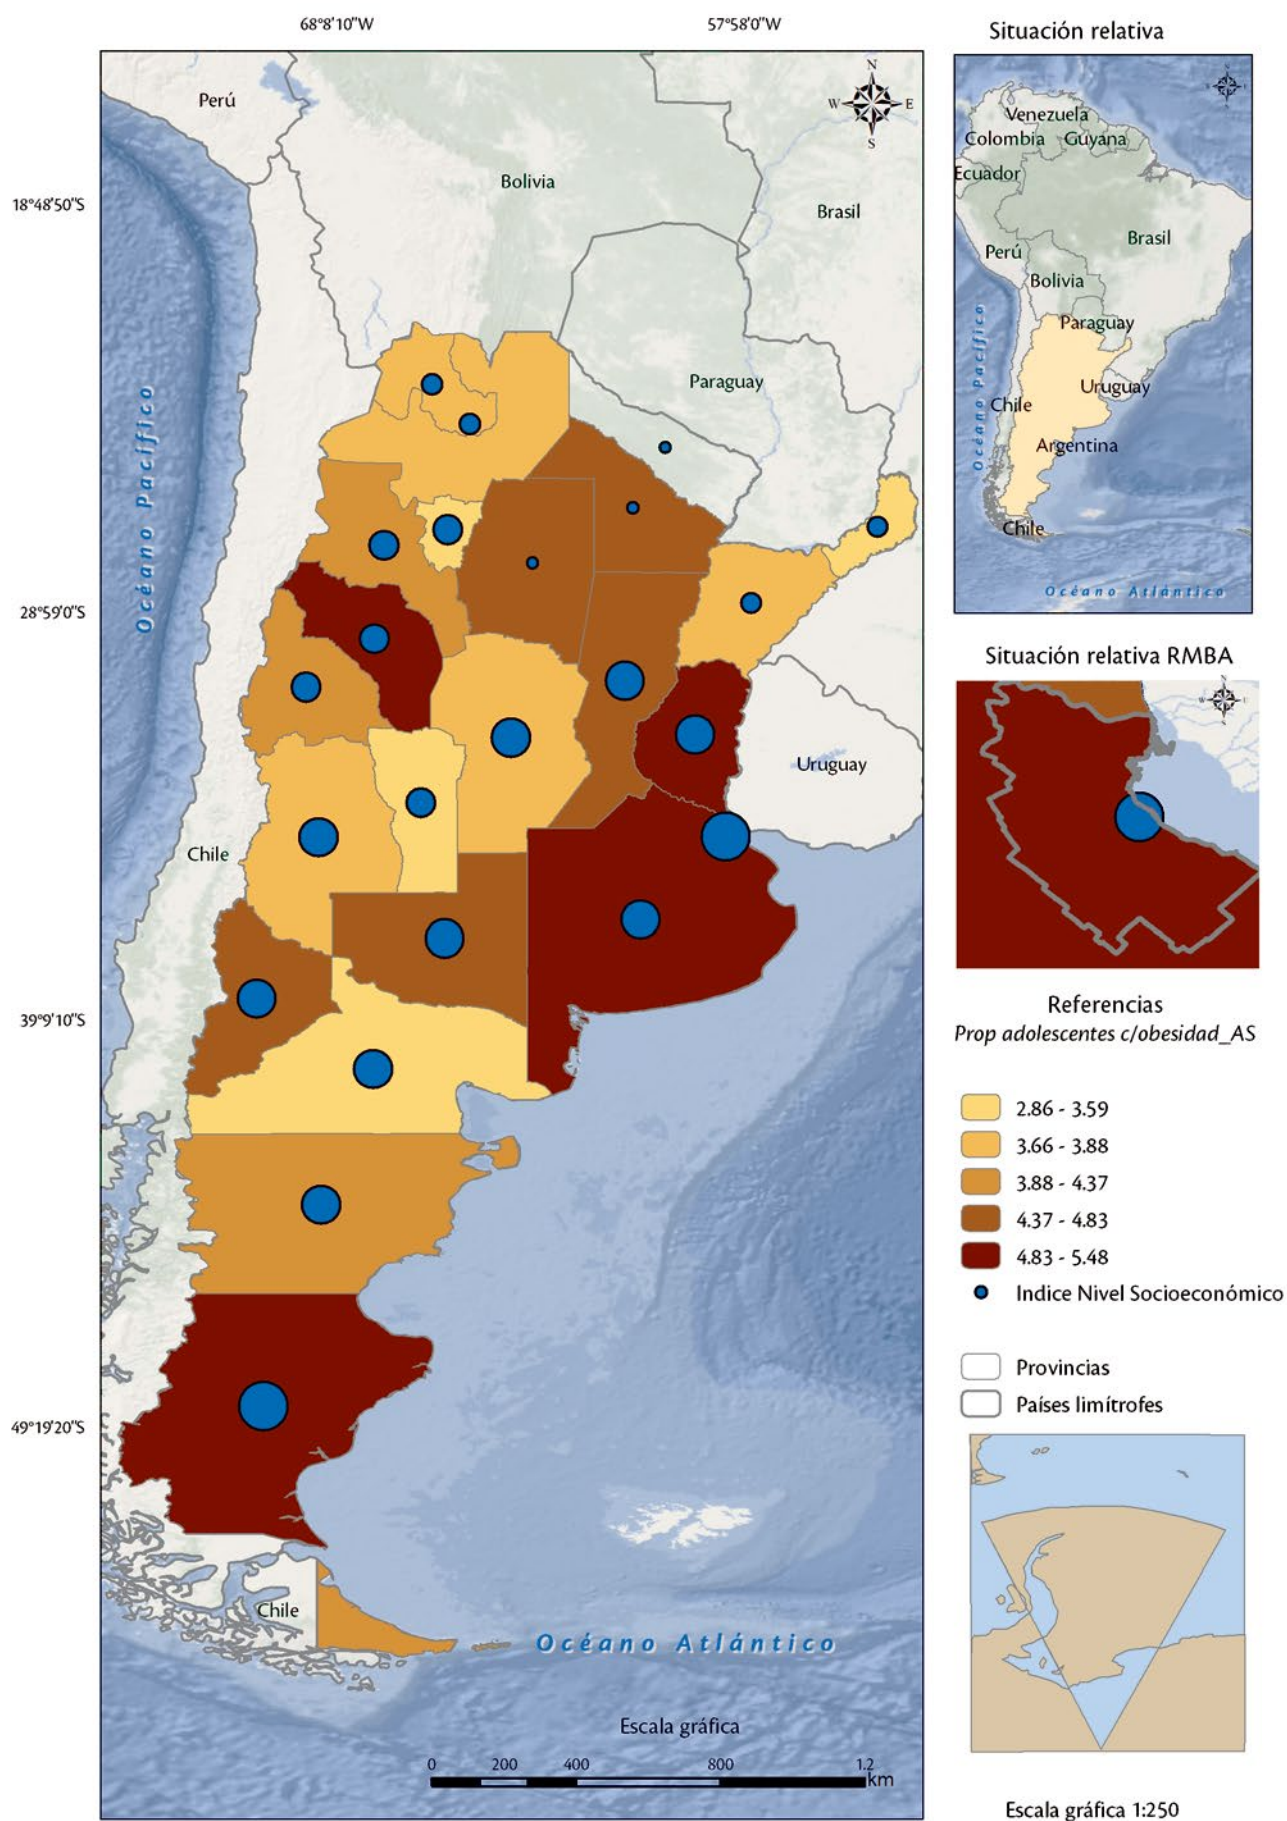 68°8'10"W
57°58'0"W
Situación relativa
N
W
E
S
Perú
Bolivia
Brasil
18°48'50"S
Venezuela
Colombia
Guyana
Ecuador
Perú
Brasil
Bolivia
Paraguay
Uruguay
Chile
Argentina
Chile
Océano Pacífico
Océano Atlántico
Océano Pacífico
Paraguay
28°59'0"S
Uruguay
Chile
Situación relativa RMBA
39°9'10"S
Referencias
Prop adolescentes c/obesidad_AS
2.86 - 3.59
3.66 - 3.88
3.88 - 4.37
4.37 - 4.83
4.83 - 5.48
Indice Nivel Socioeconómico
Provincias
Países limítrofes
49°19'20"S
Chile
Océano Atlántico
Escala gráfica
0 200 400 800 1.2
km
Escala gráfica 1:250